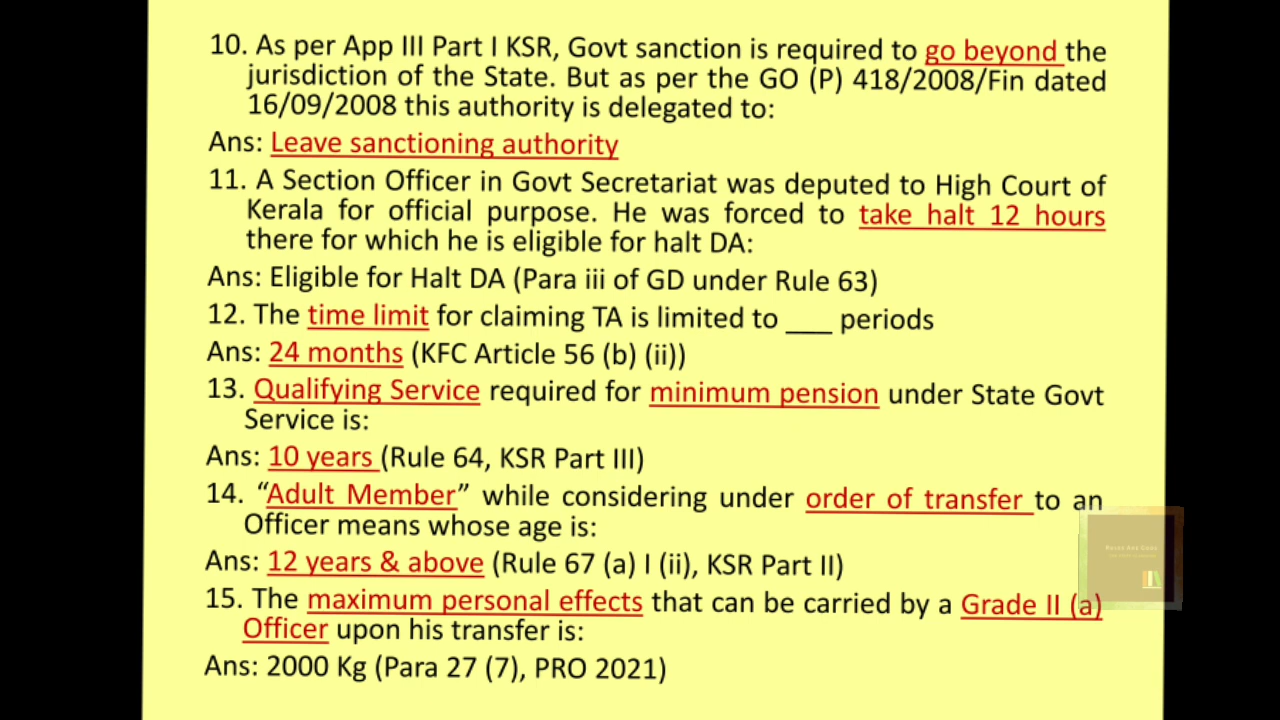 10. As per App III Part I KSR, Govt sanction is required to go beyond the
jurisdiction of the State. But as per the GO (P) 418/2008/Fin dated
16/09/2008 this authority is delegated to:
Ans: Leave sanctioning authority
11. A Section Officer in Govt Secretariat was deputed to High Court of
Kerala for official purpose. He was forced to take halt 12 hours
there for which he is eligible for halt DA:
Ans: Eligible for Halt DA (Para iii of GD under Rule 63)
12. The time limit for claiming TA is limited to ___ periods
Ans: 24 months (KFC Article 56 (b) (ii))
13. Qualifying Service required for minimum pension under State Govt
Service is:
Ans: 10 years (Rule 64, KSR Part III)
14. “Adult Member” while considering under order of transfer to an
Officer means whose age is:
Ans: 12 years & above (Rule 67 (a) I (ii), KSR Part II)
15. The maximum personal effects that can be carried by a Grade II (a)
Officer upon his transfer is:
Ans: 2000 Kg (Para 27 (7), PRO 2021)